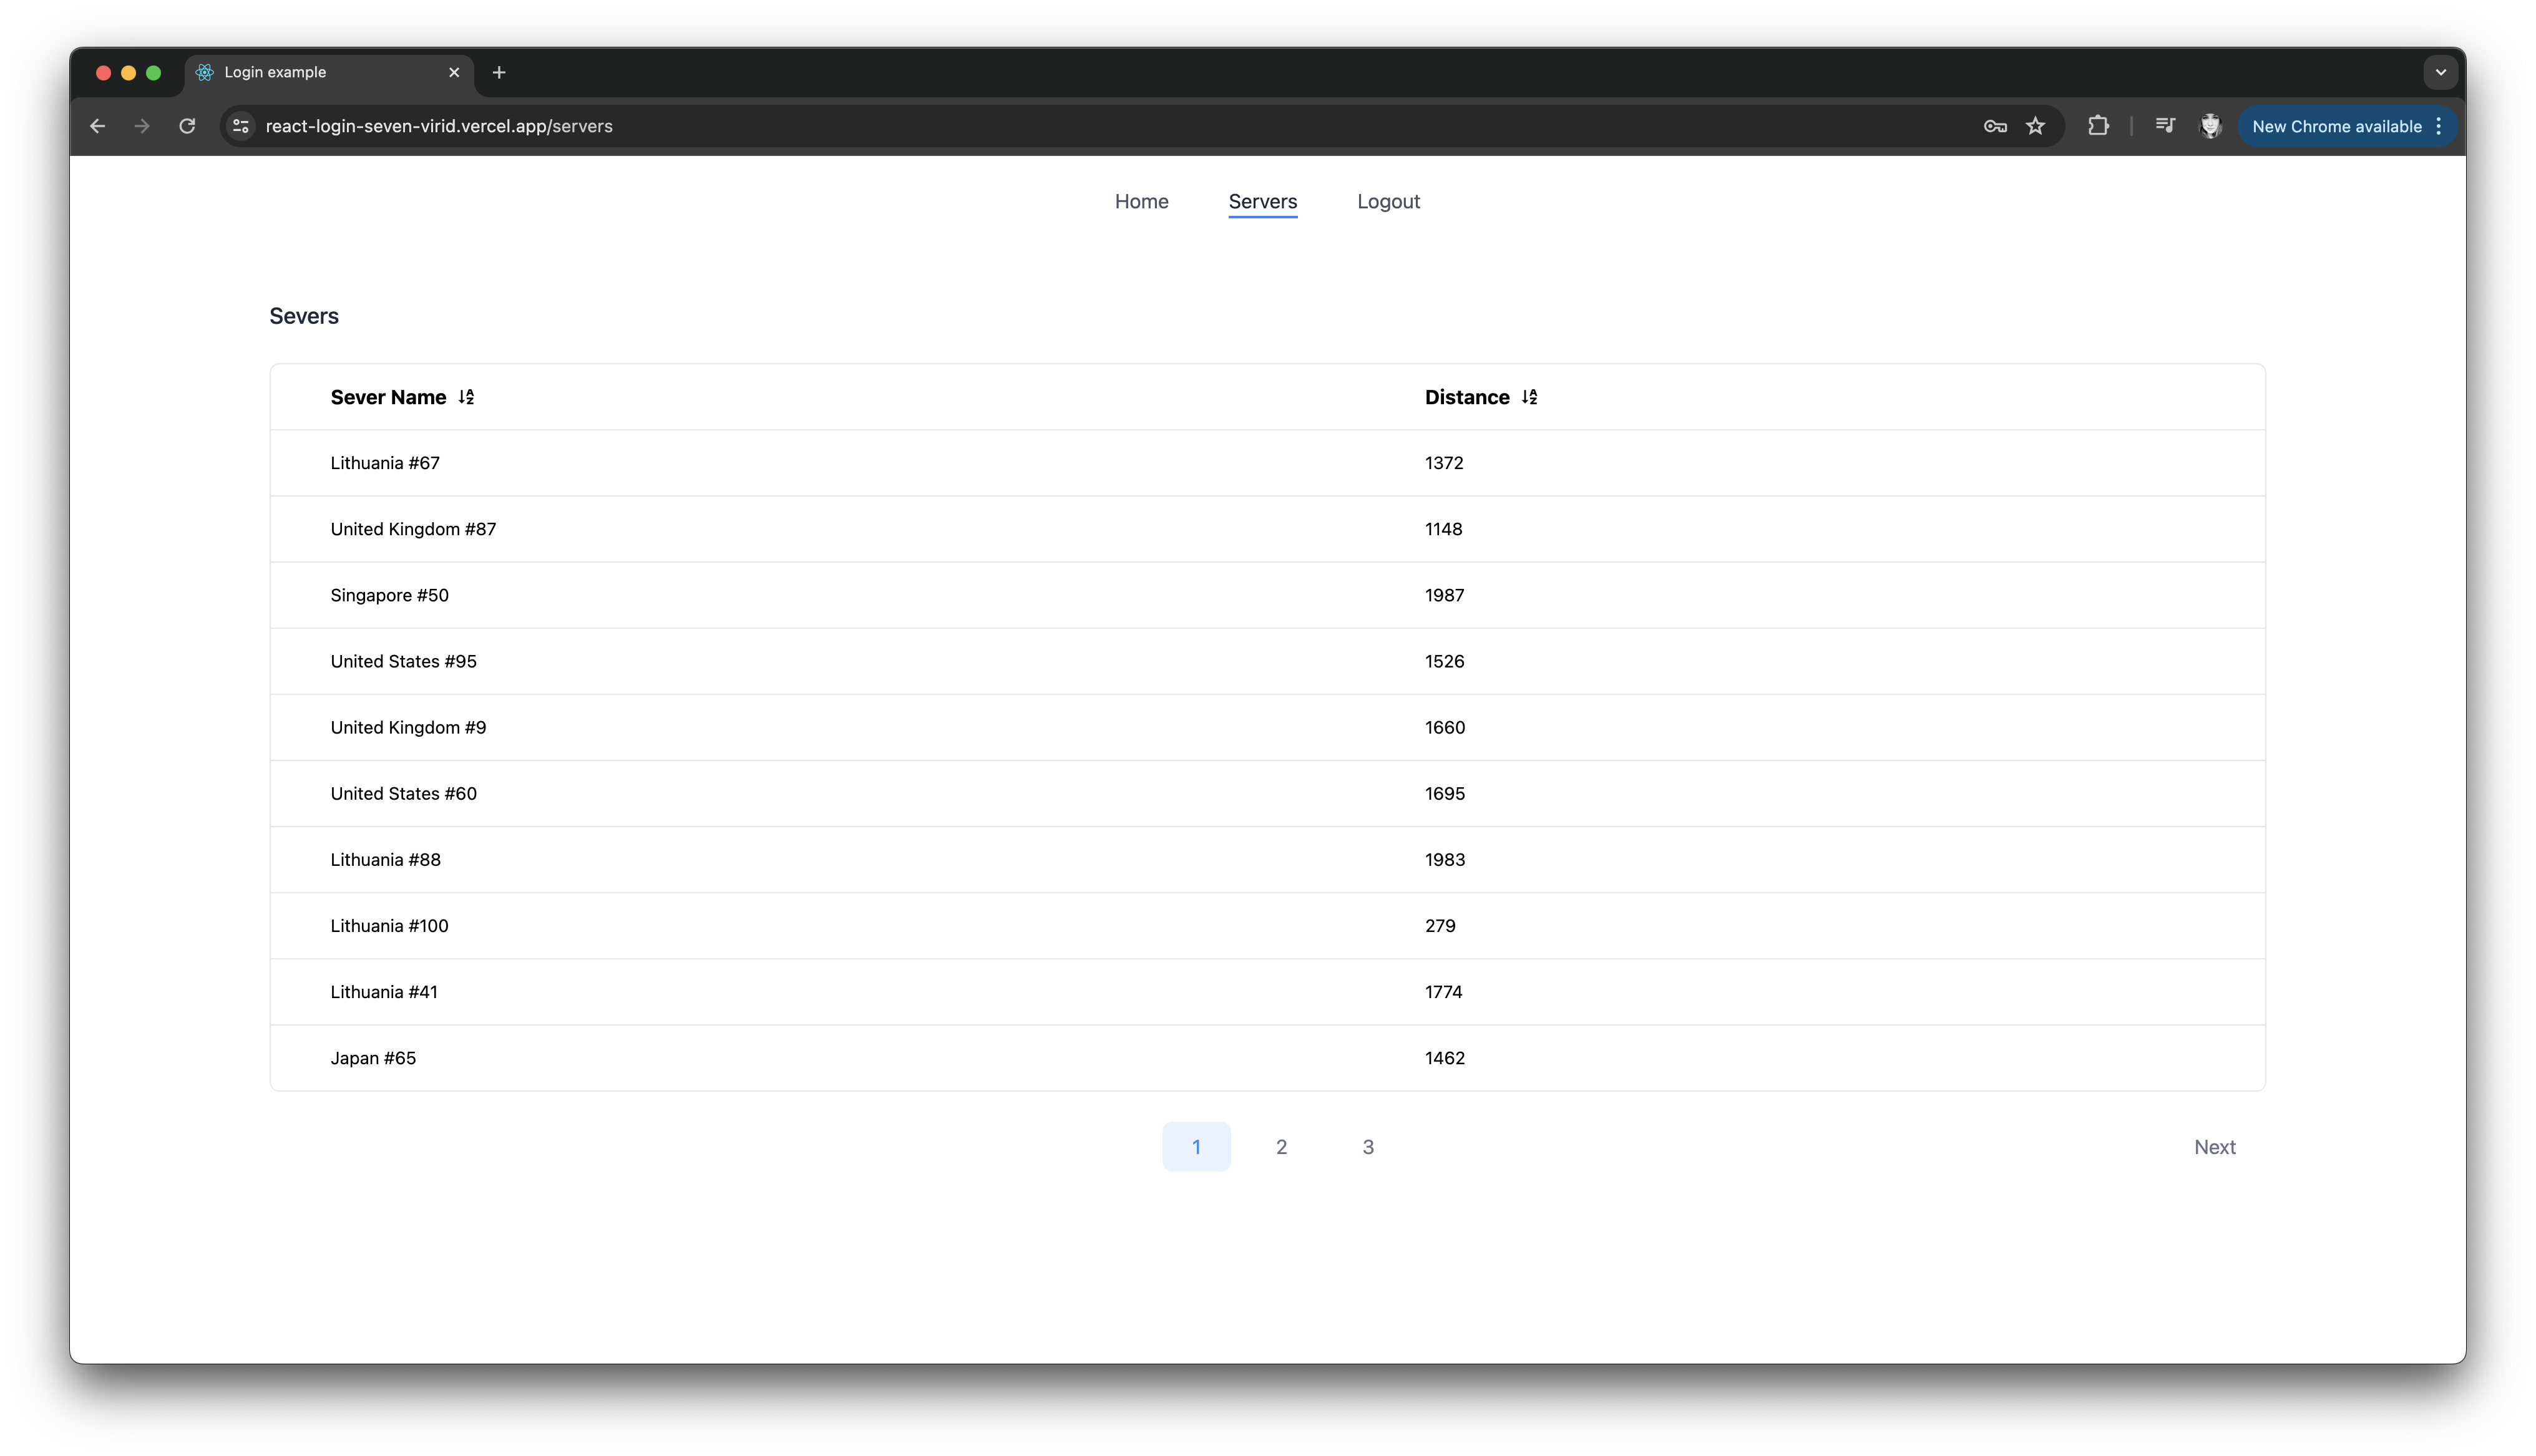 Login example
react-login-seven-virid.vercel.app/servers
New Chrome available
Home Servers Logout
Severs
Sever Name Distance
Lithuania #67 1372
United Kingdom #87 1148
Singapore #50 1987
United States #95 1526
United Kingdom #9 1660
United States #60 1695
Lithuania #88 1983
Lithuania #100 279
Lithuania #41 1774
Japan #65 1462
1 2 3 Next